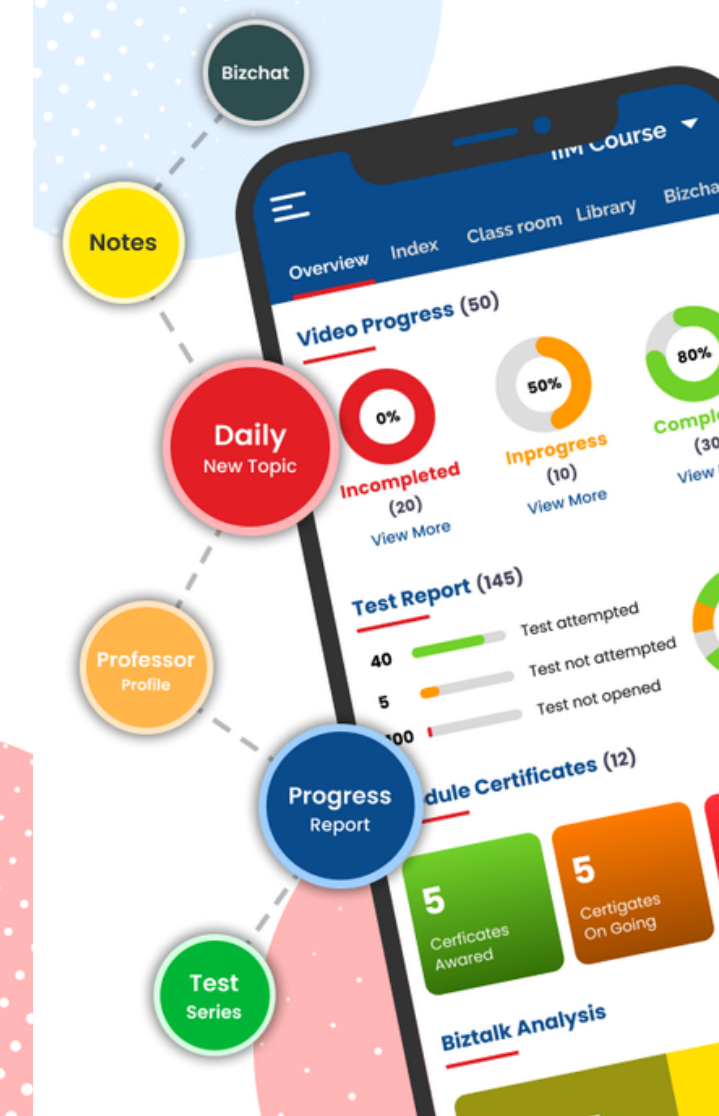 Bizchat
Notes
Daily
New Topic
Professor
Profile
Progress
Report
Test
Series
IIM Course
Overview Index Class room Library Bizcha
Video Progress (50)
0% 50% 80%
Incompleted Inprogress Comple
(20) (10) (30
View More View More View
Test Report (145)
40 Test attempted
5 Test not attempted
100 Test not opened
dule Certificates (12)
5 5
Cerficates
Awared
Certigates
On Going
Biztalk Analysis